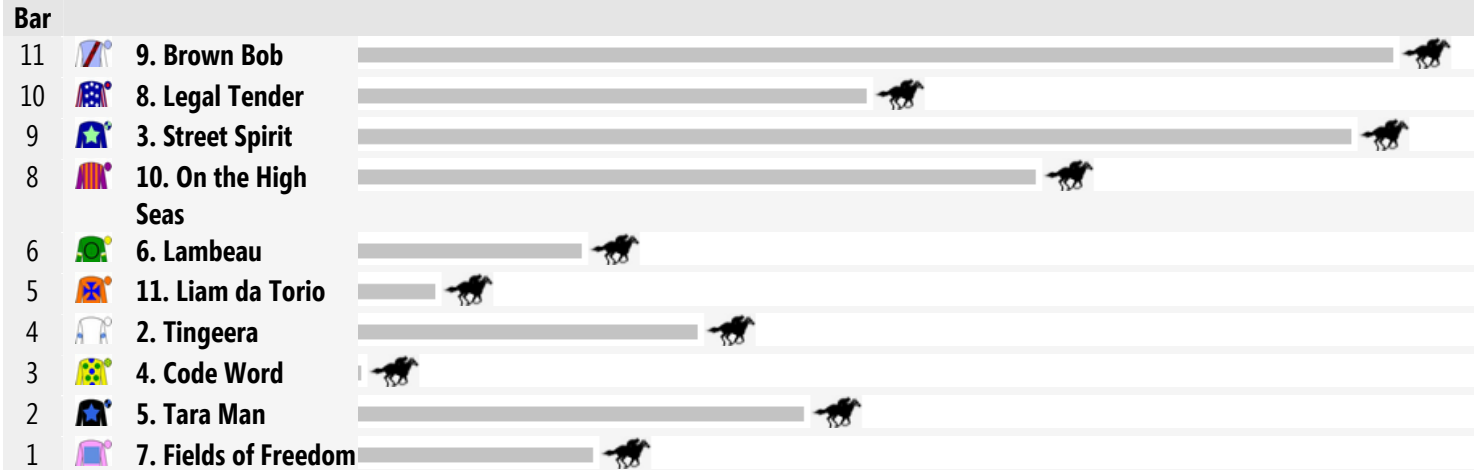 Bar
11 9. Brown Bob
10 8. Legal Tender
9 3. Street Spirit
8 10. On the High
Seas
6 6. Lambeau
5 11. Liam da Torio
4 2. Tingeera
3 4. Code Word
2 5. Tara Man
1 7. Fields of Freedom